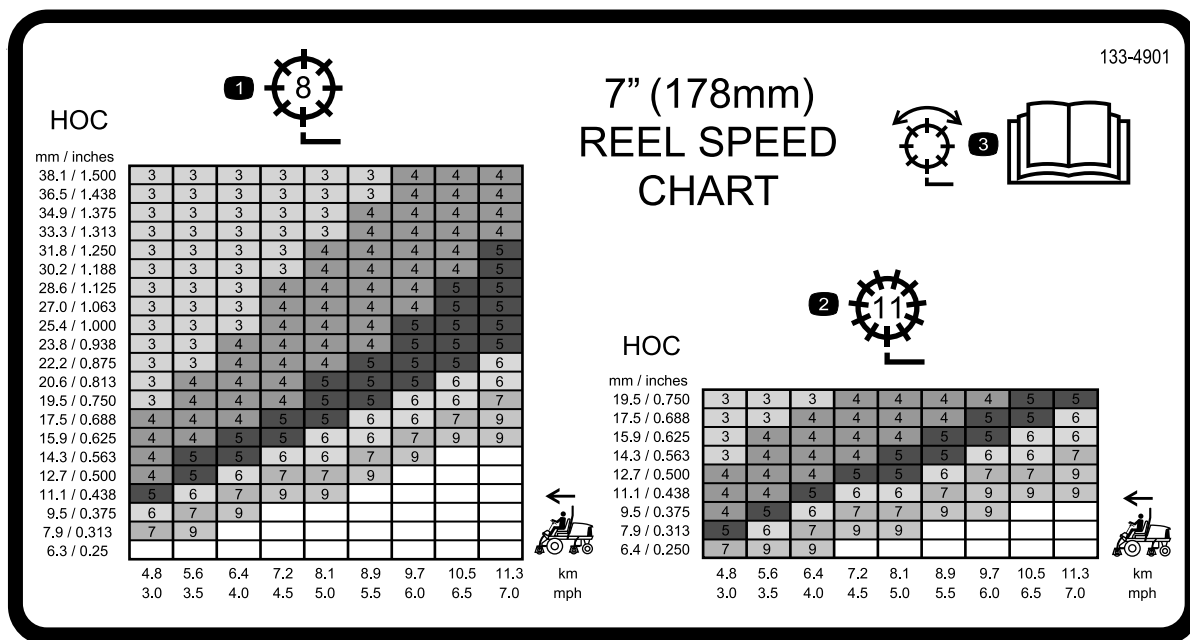 133-4901
1
8
HOC
mm / inches
38.1 / 1.500 3 3 3 3 3 3 4 4 4
36.5 / 1.438 3 3 3 3 3 3 4 4 4
34.9 / 1.375 3 3 3 3 3 4 4 4 4
33.3 / 1.313 3 3 3 3 3 4 4 4 4
31.8 / 1.250 3 3 3 3 4 4 4 4 5
30.2 / 1.188 3 3 3 3 4 4 4 4 5
28.6 / 1.125 3 3 3 4 4 4 4 5 5
27.0 / 1.063 3 3 3 4 4 4 4 5 5
25.4 / 1.000 3 3 3 4 4 4 5 5 5
23.8 / 0.938 3 3 4 4 4 4 5 5 5
22.2 / 0.875 3 3 4 4 4 5 5 5 6
20.6 / 0.813 3 4 4 4 5 5 5 6 6
19.5 / 0.750 3 4 4 4 5 5 6 6 7
17.5 / 0.688 4 4 4 5 5 6 6 7 9
15.9 / 0.625 4 4 5 5 6 6 7 9 9
14.3 / 0.563 4 5 5 6 6 7 9
12.7 / 0.500 4 5 6 7 7 9
11.1 / 0.438 5 6 7 9 9
9.5 / 0.375 6 7 9
7.9 / 0.313 7 9
6.3 / 0.25
4.8 5.6 6.4 7.2 8.1 8.9 9.7 10.5 11.3 km
3.0 3.5 4.0 4.5 5.0 5.5 6.0 6.5 7.0 mph
7” (178mm)
REEL SPEED
CHART
3
2
11
HOC
mm / inches
19.5 / 0.750 3 3 3 4 4 4 4 5 5
17.5 / 0.688 3 3 4 4 4 4 5 5 6
15.9 / 0.625 3 4 4 4 4 5 5 6 6
14.3 / 0.563 3 4 4 4 5 5 6 6 7
12.7 / 0.500 4 4 4 5 5 6 7 7 9
11.1 / 0.438 4 4 5 6 6 7 9 9 9
9.5 / 0.375 4 5 6 7 7 9 9
7.9 / 0.313 5 6 7 9 9
6.4 / 0.250 7 9 9
4.8 5.6 6.4 7.2 8.1 8.9 9.7 10.5 11.3 km
3.0 3.5 4.0 4.5 5.0 5.5 6.0 6.5 7.0 mph